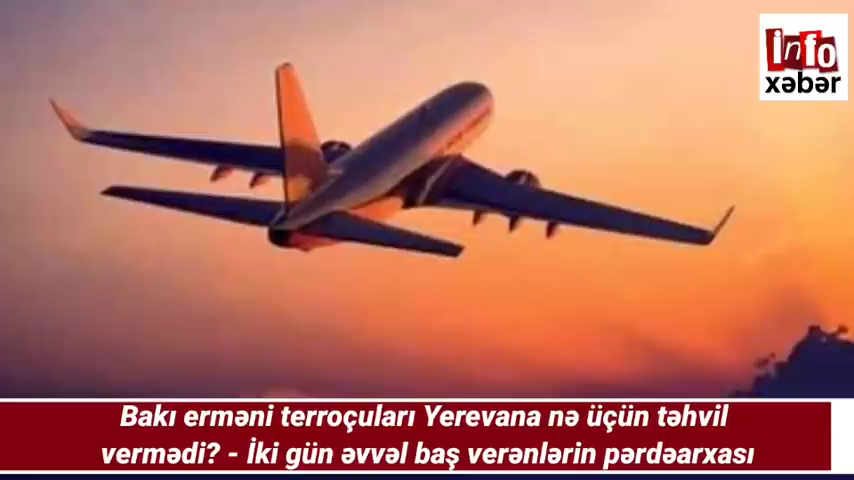 info
xəbər
Bakı erməni terroçuları Yerevana nə üçün təhvil
vermədi? - İki gün əvvəl baş verənlərin pərdəarxası